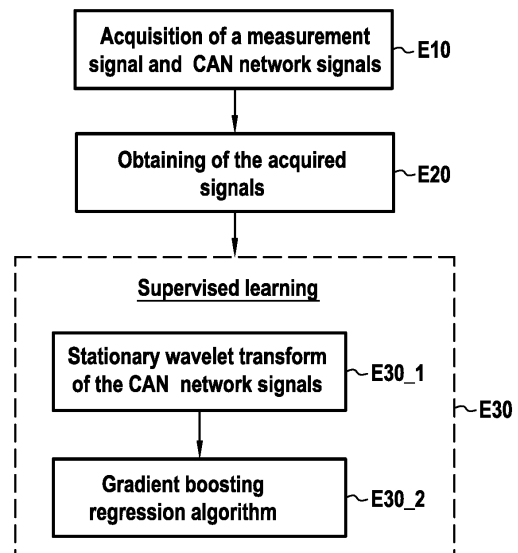 Acquisition of a measurement
signal and CAN network signals
E10
Obtaining of the acquired
signals
E20
Supervised learning
Stationary wavelet transform
of the CAN network signals
E30_1
E30
Gradient boosting
regression algorithm
E30_2